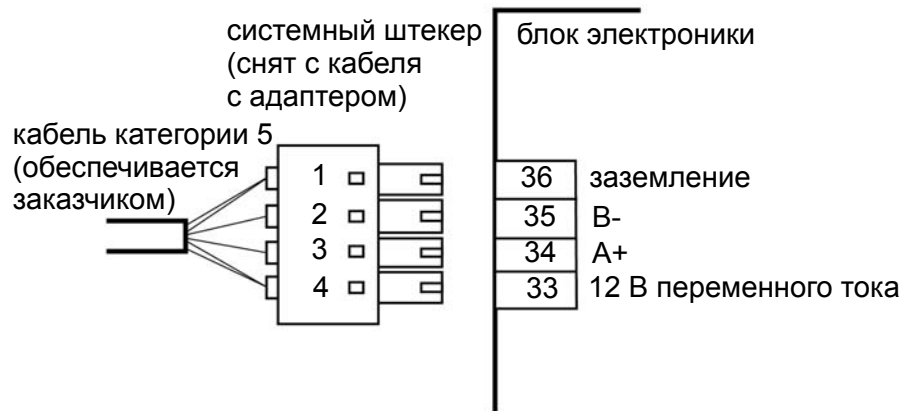 системный штекер
(снят с кабеля
с адаптером)
блок электроники
кабель категории 5
(обеспечивается
заказчиком)
1
2
3
4
36 заземление
35 B-
34 A+
33 12 В переменного тока